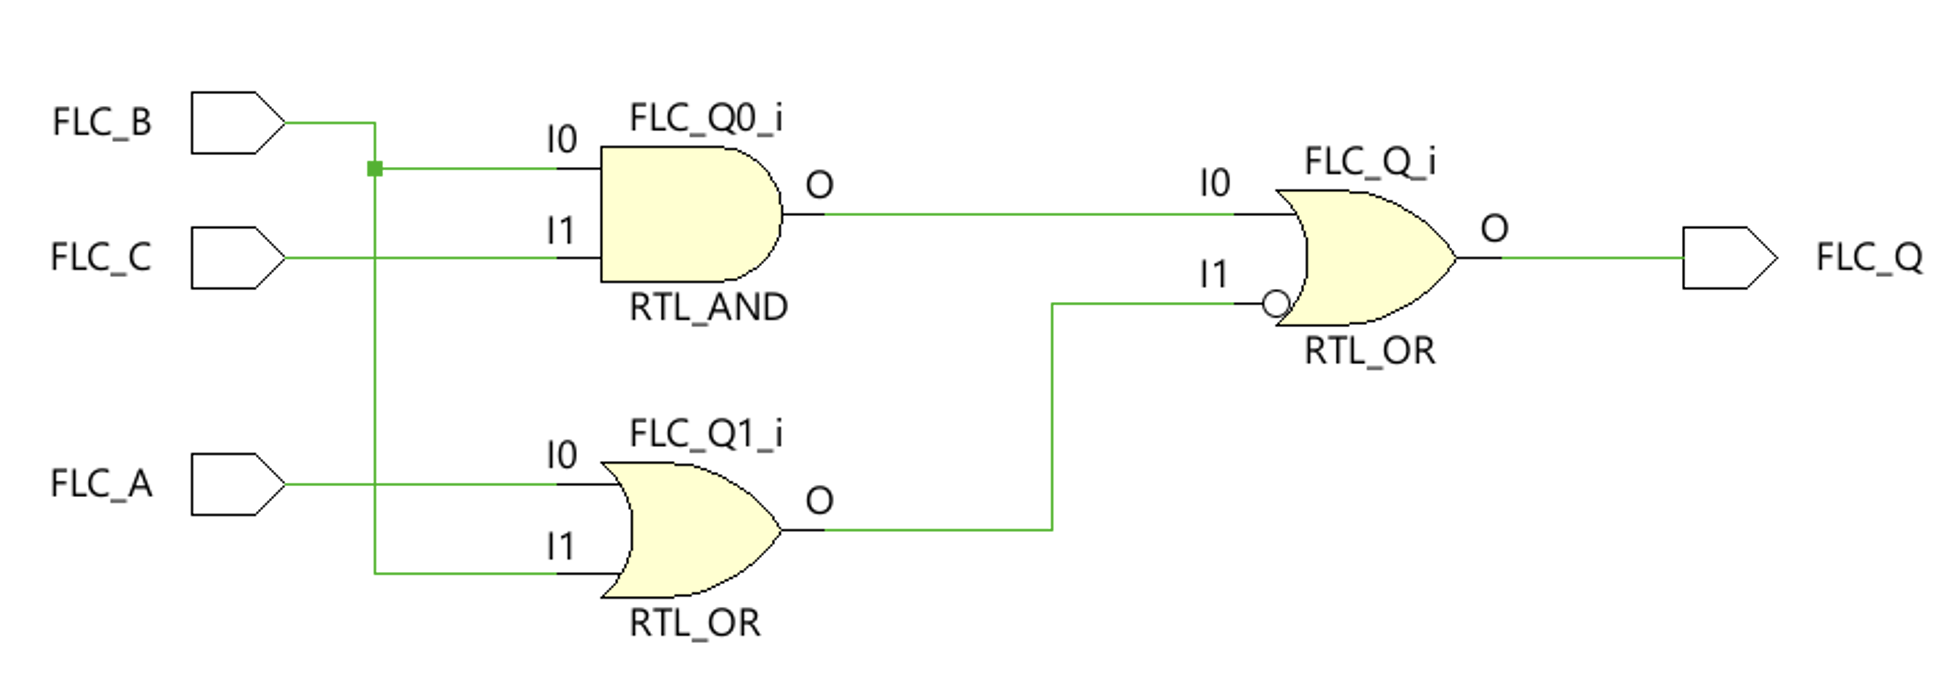 FLC_B
FLC_C
FLC_A
I0
I1
FLC_Q0_i
O
RTL_AND
I0
I1
FLC_Q1_i
O
RTL_OR
I0
I1
FLC_Q_i
O
RTL_OR
FLC_Q